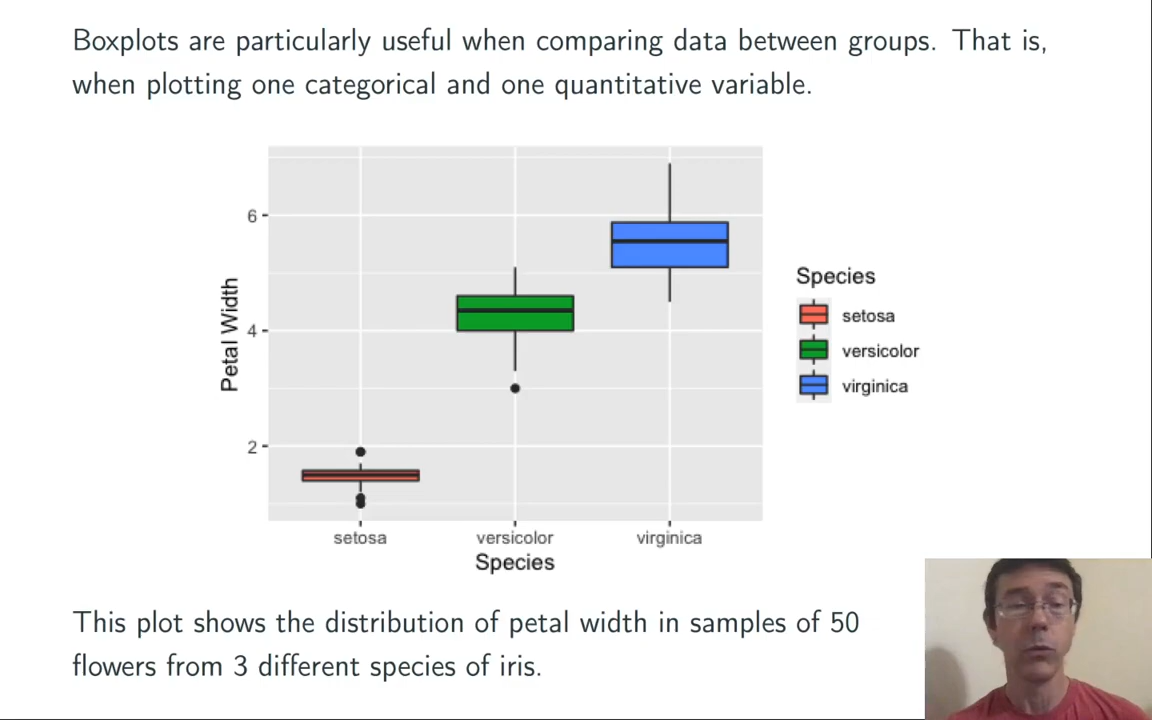 Boxplots are particularly useful when comparing data between groups. That is,
when plotting one categorical and one quantitative variable.
6
4
2
Petal Width
setosa
versicolor
virginica
Species
Species
setosa
versicolor
virginica
This plot shows the distribution of petal width in samples of 50
flowers from 3 different species of iris.